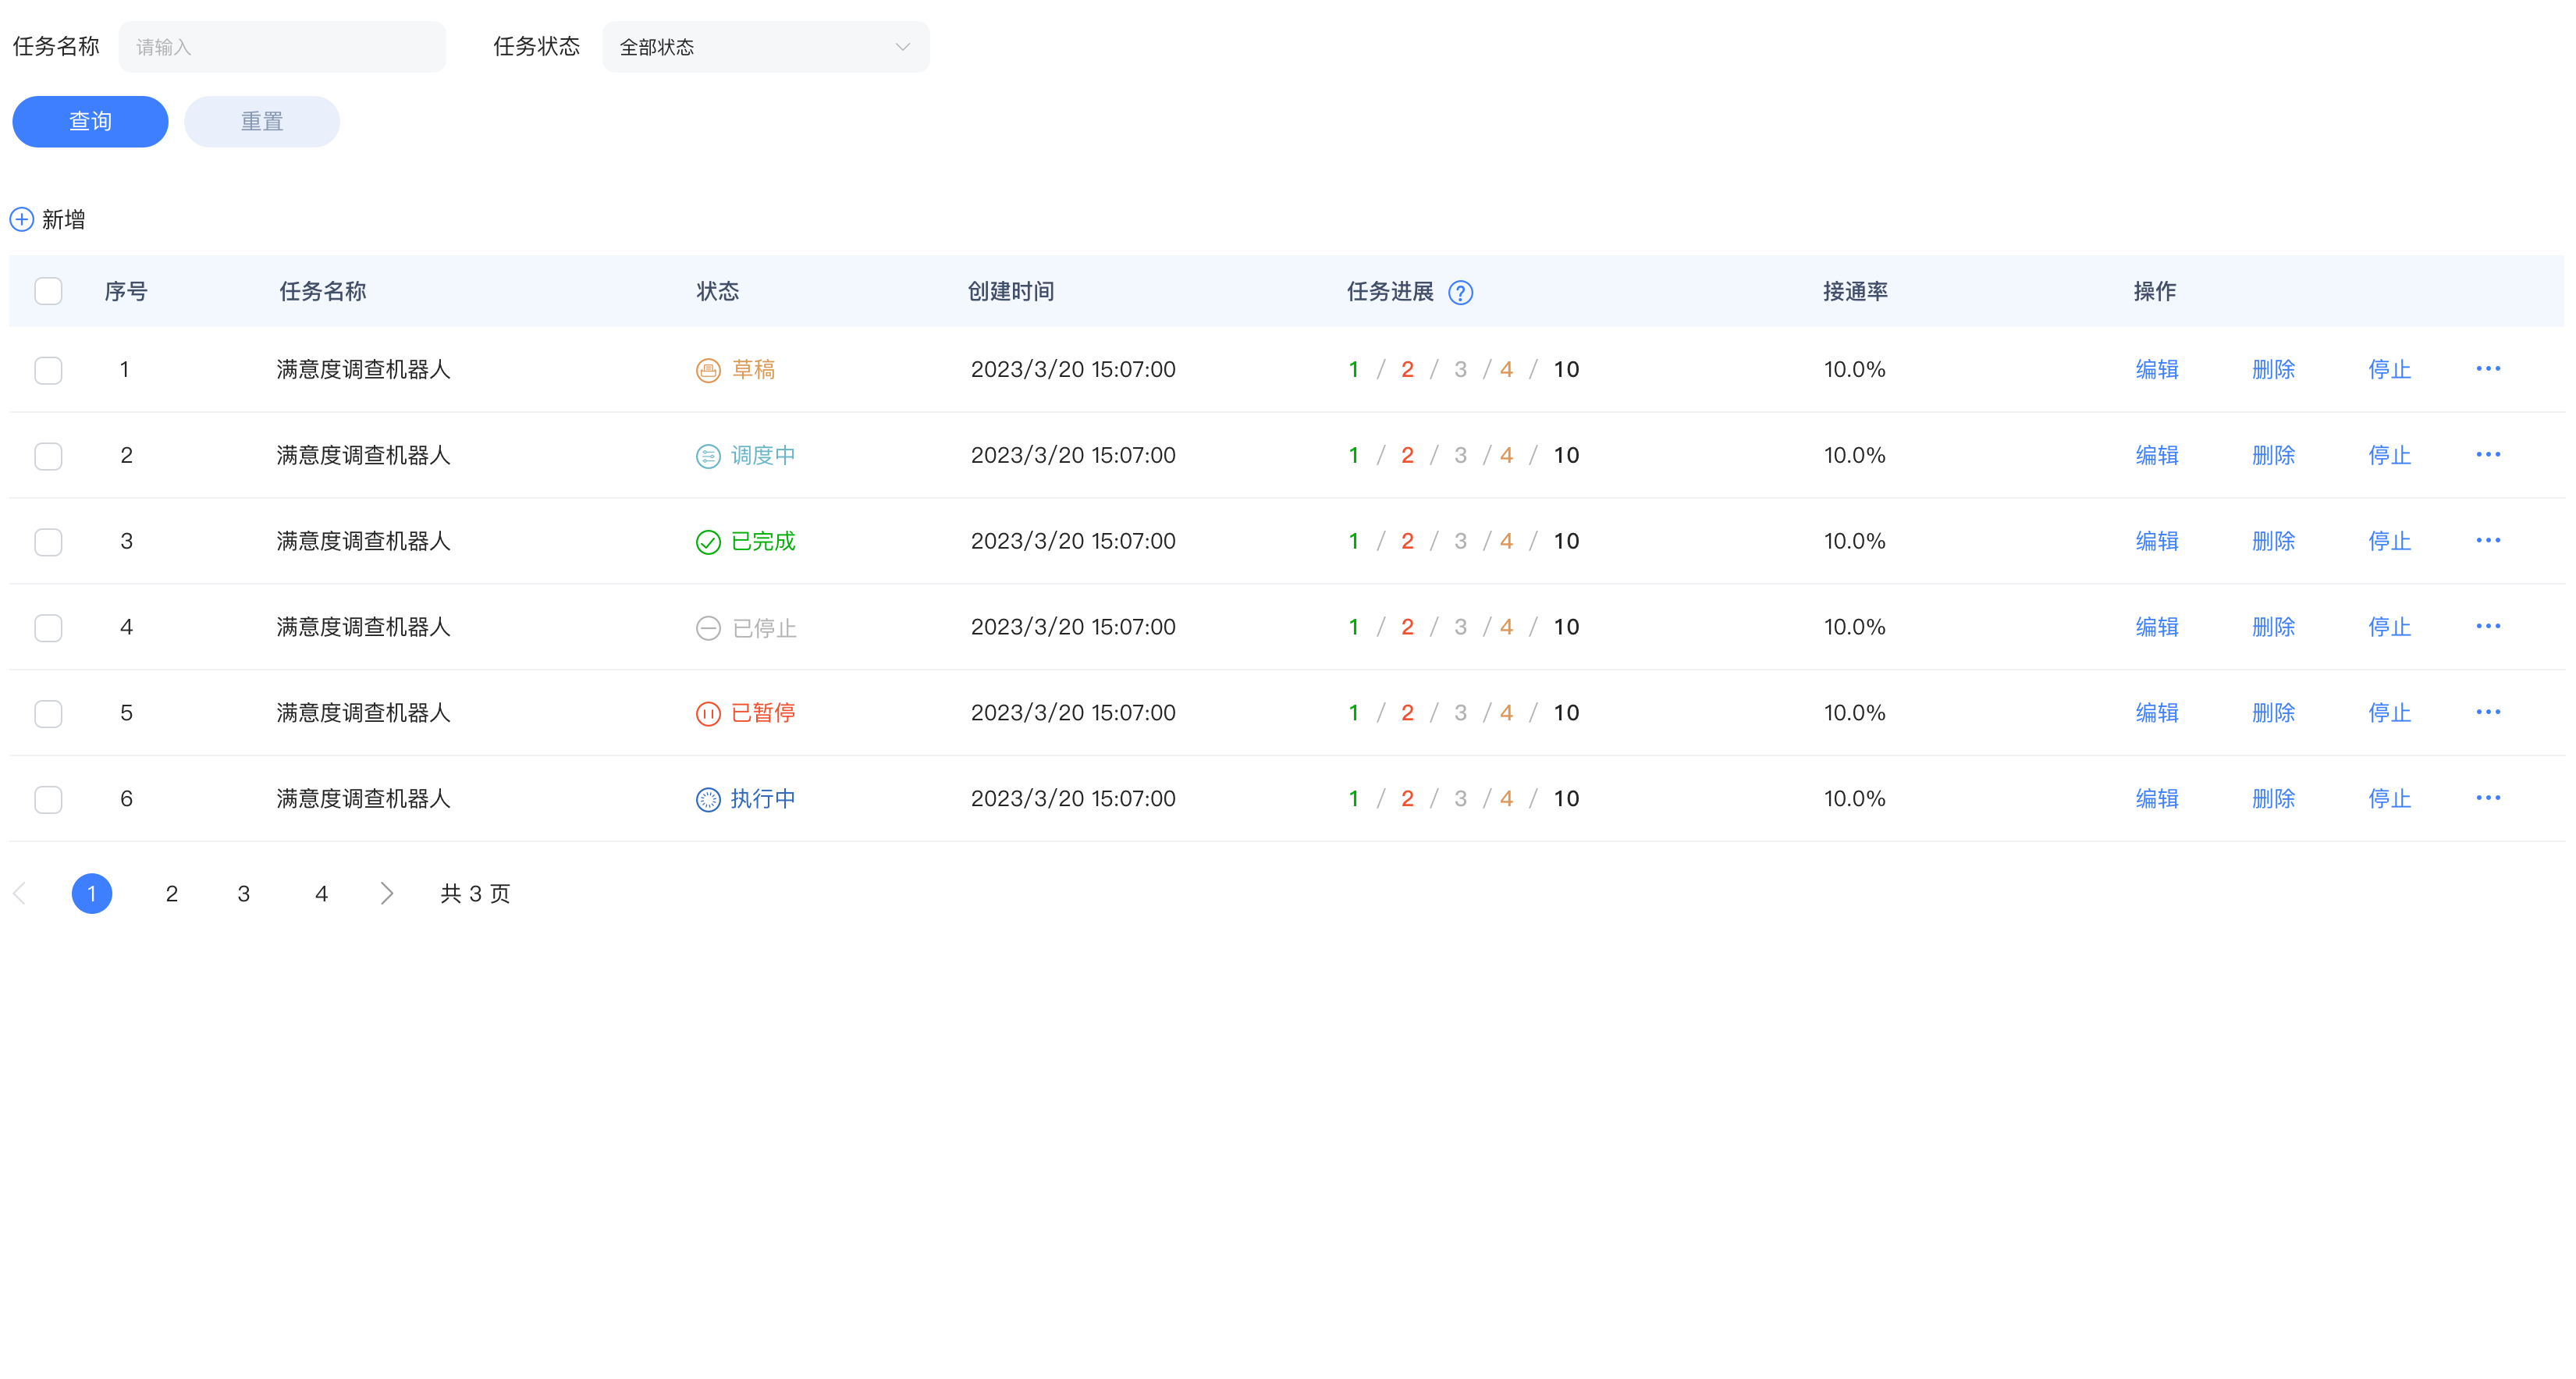 任务名称 请输入 任务状态 全部状态
查询 重置
新增
序号 任务名称 状态 创建时间 任务进展 ? 接通率 操作
1 满意度调查机器人 草稿 2023/3/20 15:07:00 1 / 2 / 3 / 4 / 10 10.0% 编辑 删除 停止 ...
2 满意度调查机器人 调度中 2023/3/20 15:07:00 1 / 2 / 3 / 4 / 10 10.0% 编辑 删除 停止 ...
3 满意度调查机器人 已完成 2023/3/20 15:07:00 1 / 2 / 3 / 4 / 10 10.0% 编辑 删除 停止 ...
4 满意度调查机器人 已停止 2023/3/20 15:07:00 1 / 2 / 3 / 4 / 10 10.0% 编辑 删除 停止 ...
5 满意度调查机器人 已暂停 2023/3/20 15:07:00 1 / 2 / 3 / 4 / 10 10.0% 编辑 删除 停止 ...
6 满意度调查机器人 执行中 2023/3/20 15:07:00 1 / 2 / 3 / 4 / 10 10.0% 编辑 删除 停止 ...
1 2 3 4 共 3 页